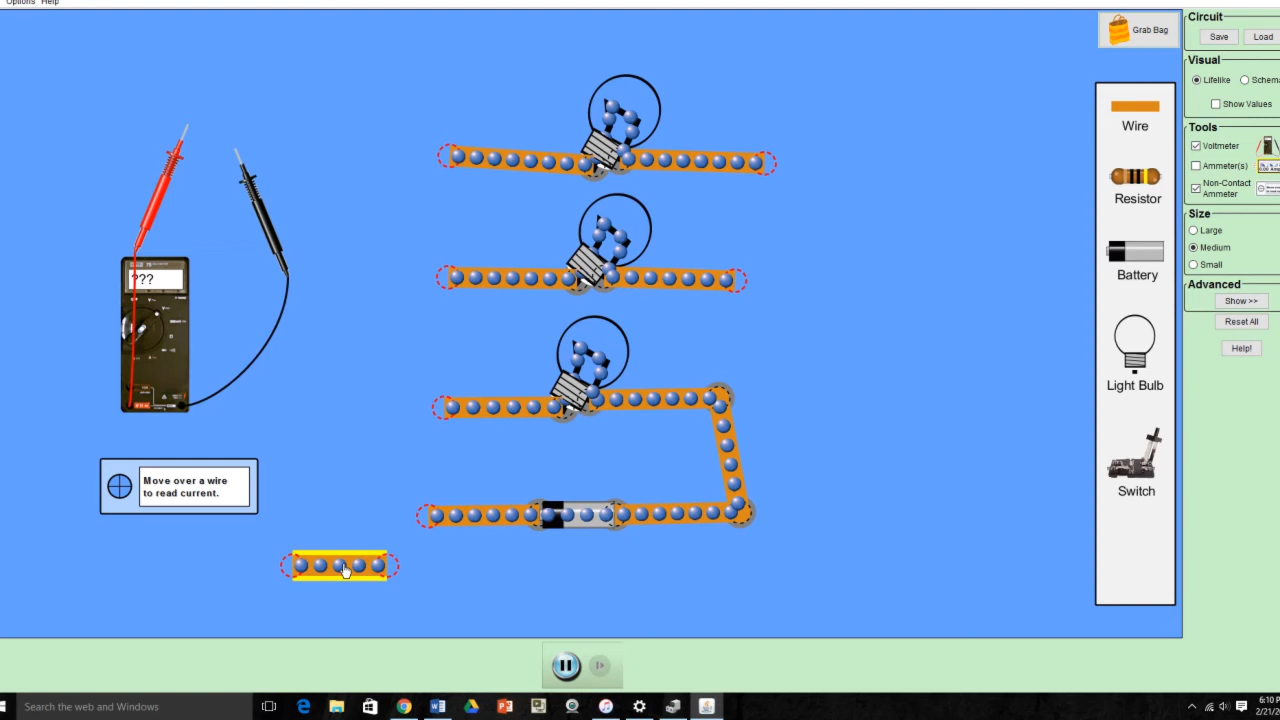 Options Help
Grab Bag
Circuit
Save Load
Visual
Lifelike
Show Values
Tools
Voltmeter
Ammeter(s)
Non-Contact
Ammeter
Size
Large
Medium
Small
Advanced
Show >>
Reset All
Help!
Wire
Resistor
Battery
Light Bulb
Switch
???
Move over a wire
to read current.
Search the web and Windows
6:10